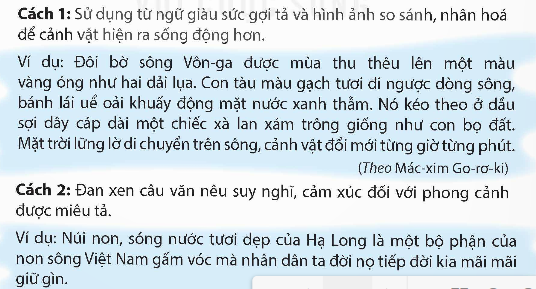 Cách 1: Sử dụng từ ngữ giàu sức gợi tả và hình ảnh so sánh, nhân hoá
để cảnh vật hiện ra sống động hơn.
Ví dụ: Đôi bờ sông Vôn-ga được mùa thu thêu lên một màu
vàng óng như hai dải lụa. Con tàu màu gạch tươi đi ngược dòng sông,
bánh lái uể oải khuấy động mặt nước xanh thẳm. Nó kéo theo ở đầu
sợi dây cáp dài một chiếc xà lan xám trông giống như con bọ đất.
Mặt trời lững lờ di chuyển trên sông, cảnh vật đổi mới từng giờ từng phút.
(Theo Mác-xim Go-rơ-ki)
Cách 2: Đan xen câu văn nêu suy nghĩ, cảm xúc đối với phong cảnh
được miêu tả.
Ví dụ: Núi non, sóng nước tươi đẹp của Hạ Long là một bộ phận của
non sông Việt Nam gấm vóc mà nhân dân ta đời nọ tiếp đời kia mãi mãi
giữ gìn.